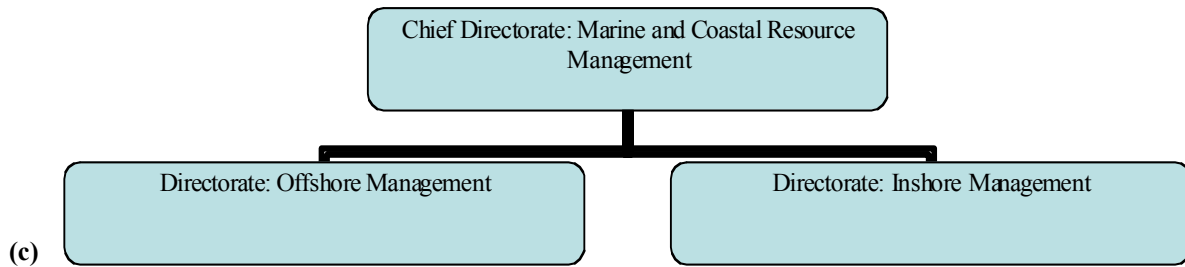 Chief Directorate: Marine and Coastal Resource
Management
Directorate: Offshore Management
Directorate: Inshore Management
(c)